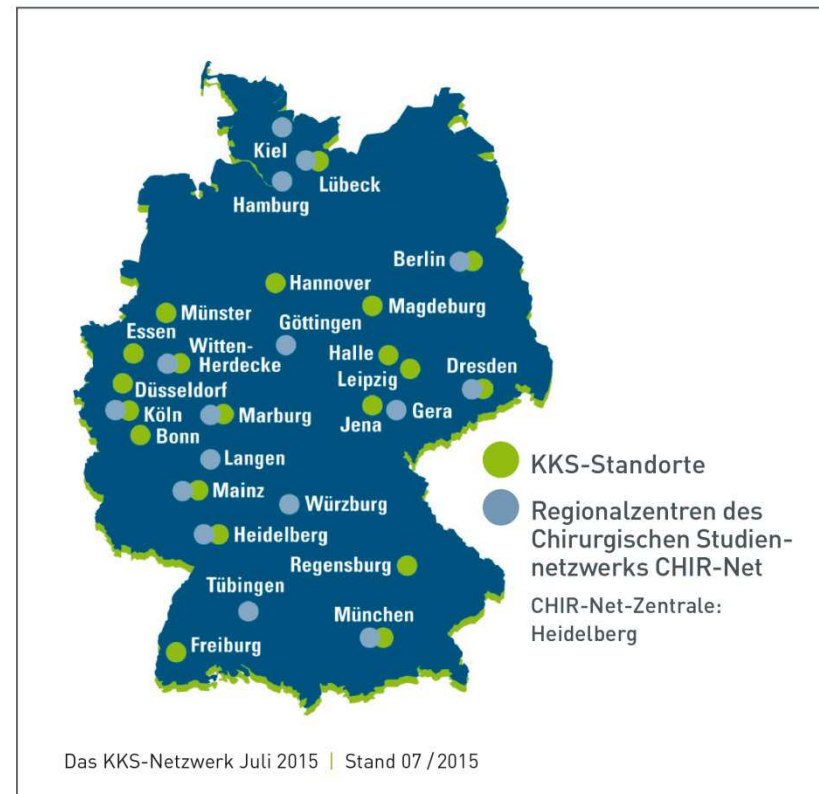 Kiel
Lübeck
Hamburg
Berlin
Hannover
Magdeburg
Münster
Göttingen
Essen
Witten-
Herdecke
Halle
Leipzig
Dresden
Düsseldorf
Köln
Marburg
Jena
Gera
Bonn
Langen
Mainz
Würzburg
Heidelberg
Regensburg
Tübingen
München
Freiburg
KKS-Standorte
Regionalzentren des
Chirurgischen Studien-
netzwerks CHIR-Net
CHIR-Net-Zentrale:
Heidelberg
Das KKS-Netzwerk Juli 2015 | Stand 07/2015